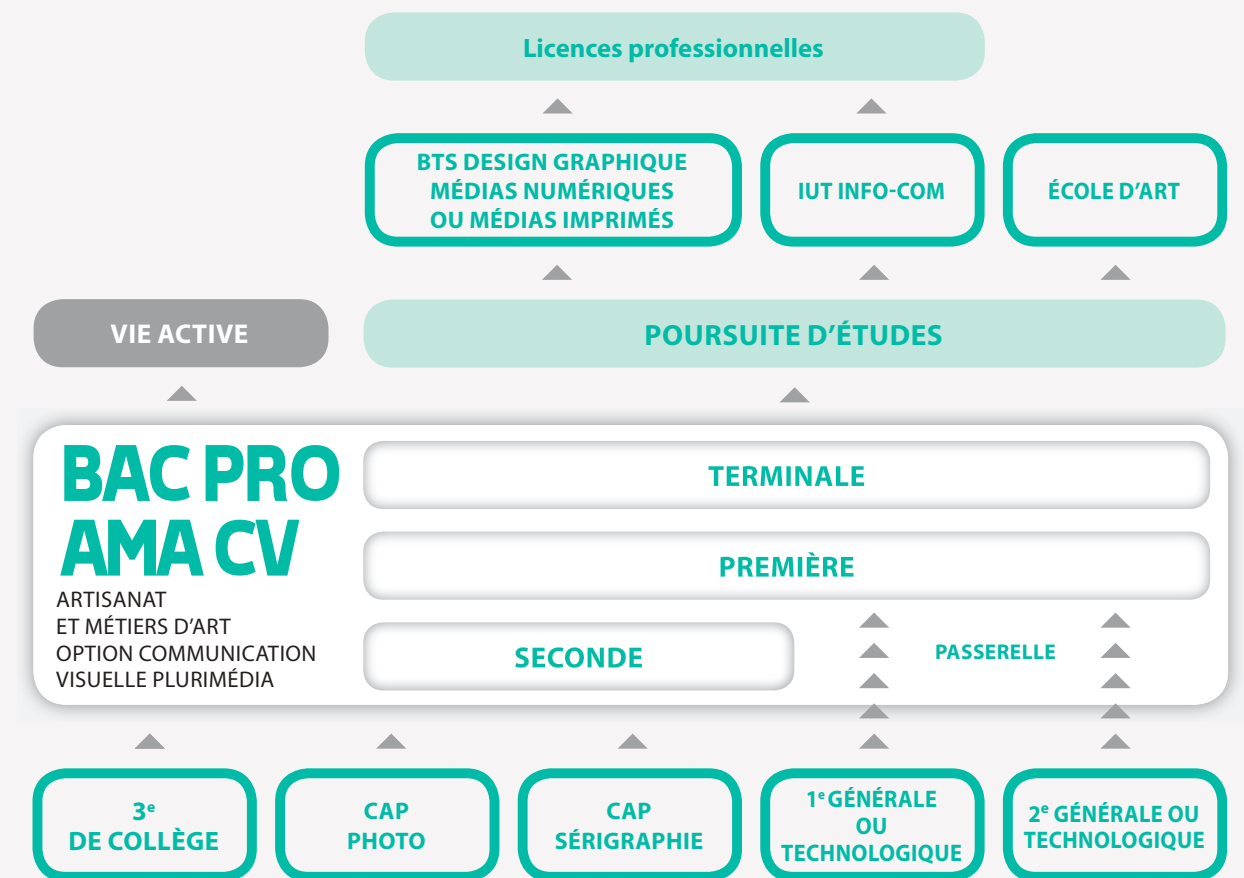 Licences professionnelles
BTS DESIGN GRAPHIQUE
MÉDIAS NUMÉRIQUES
OU MÉDIAS IMPRIMÉS
IUT INFO-COM
ÉCOLE D’ART
VIE ACTIVE
POURSUITE D’ÉTUDES
BAC PRO
AMA CV
ARTISANAT
ET MÉTIERS D’ART
OPTION COMMUNICATION
VISUELLE PLURIMÉDIA
TERMINALE
PREMIÈRE
SECONDE
PASSERELLE
3e
DE COLLÈGE
CAP
PHOTO
CAP
SÉRIGRAPHIE
1e GÉNÉRALE
OU
TECHNOLOGIQUE
2e GÉNÉRALE OU
TECHNOLOGIQUE